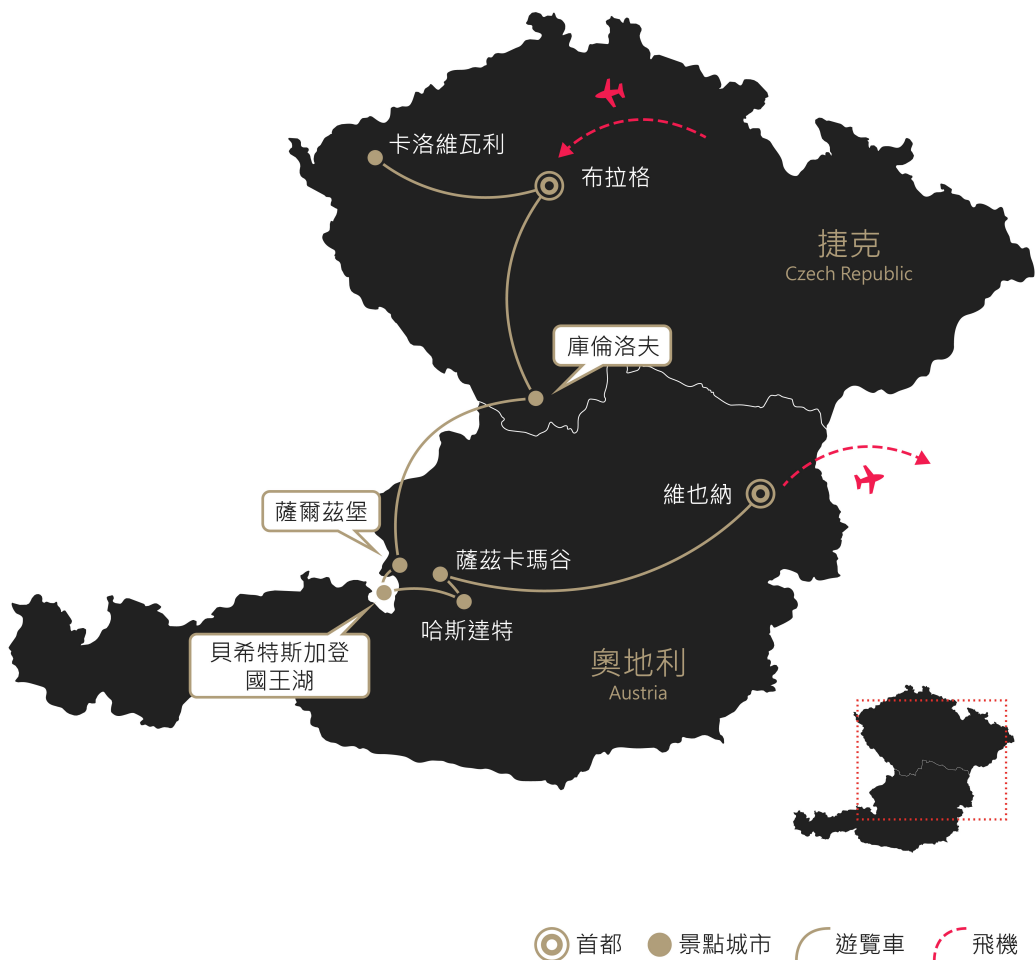 卡洛維瓦利
布拉格
捷克
Czech Republic
庫倫洛夫
維也納
薩爾茲堡
薩茲卡瑪谷
哈斯達特
貝希特斯加登
國王湖
奧地利
Austria
首都
景點城市
遊覽車
飛機